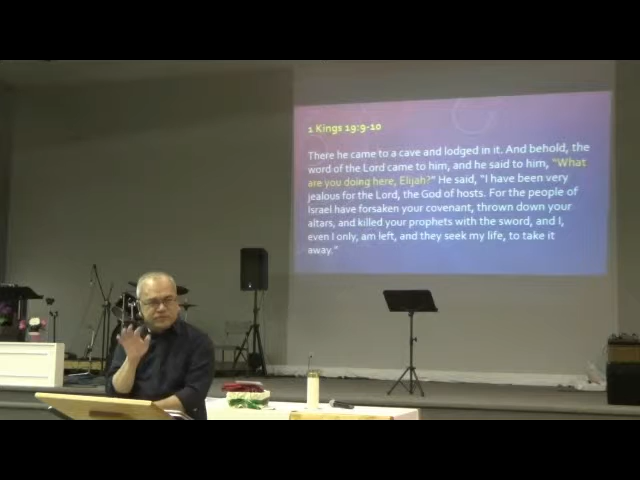 1 Kings 19:9-10
There he came to a cave and lodged in it. And behold, the
word of the Lord came to him, and he said to him, “What
are you doing here, Elijah?” He said, “I have been very
jealous for the Lord, the God of hosts. For the people of
Israel have forsaken your covenant, thrown down your
altars, and killed your prophets with the sword, and I,
even I only, am left, and they seek my life, to take it
away.”